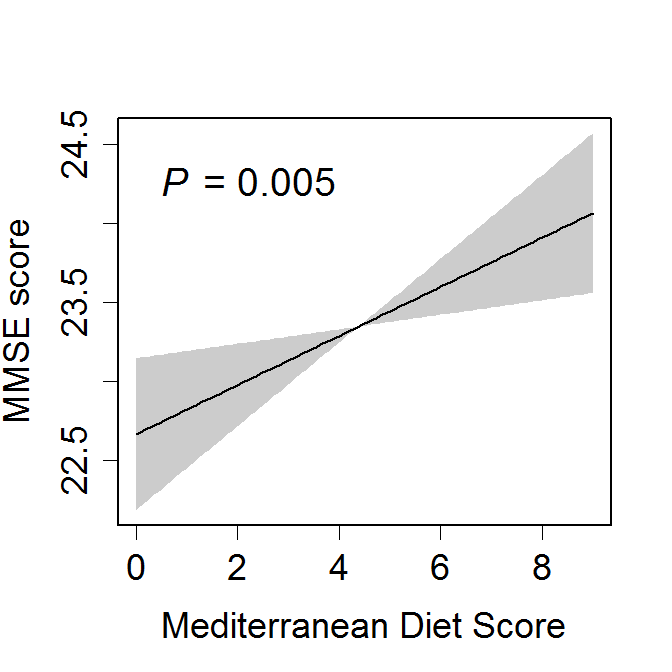 P = 0.005
MMSE score
24.5
23.5
22.5
0 2 4 6 8
Mediterranean Diet Score